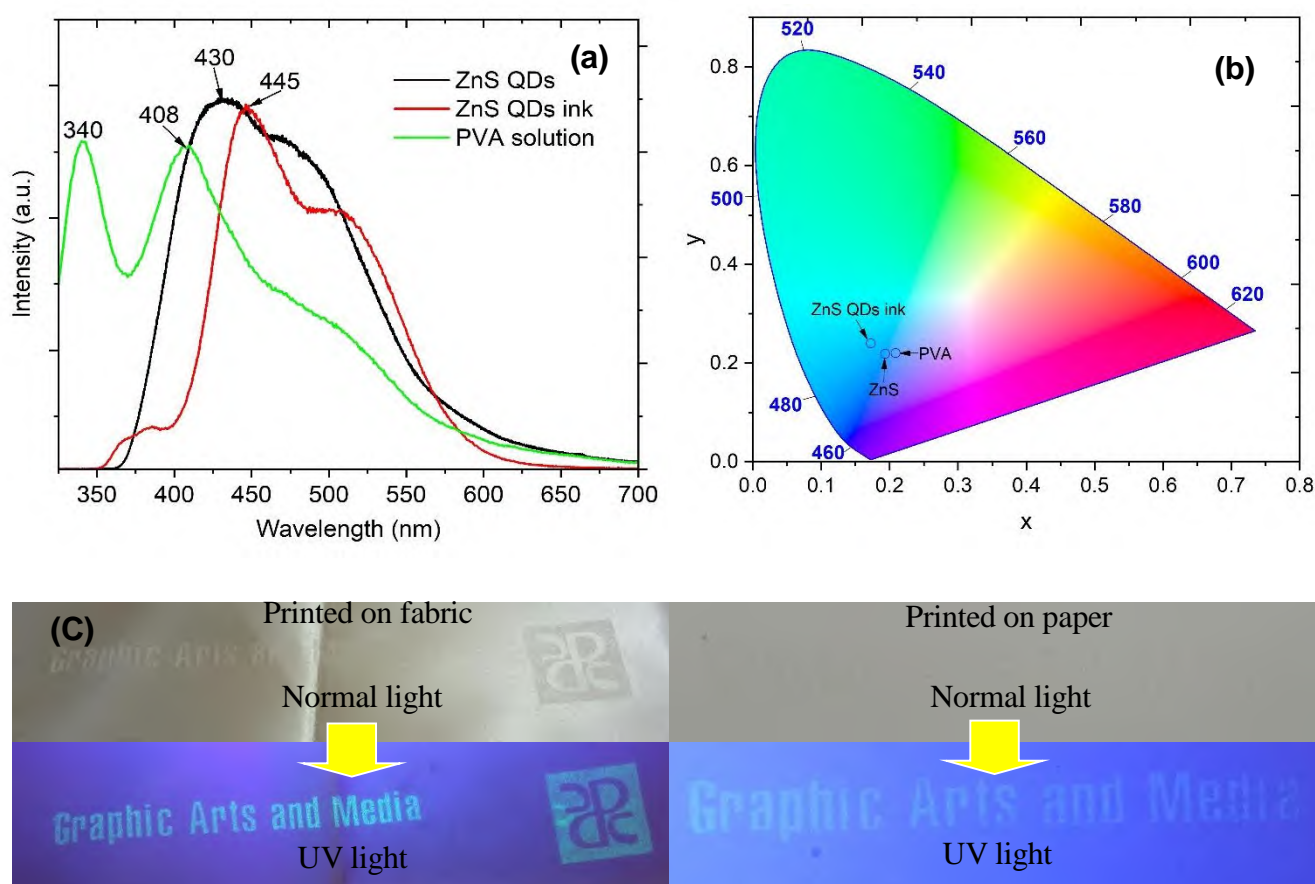 (a)
430
445
340
408
ZnS QDs
ZnS QDs ink
PVA solution
Intensity (a.u.)
350 400 450 500 550 600 650 700
Wavelength (nm)
(b)
520
540
560
500
580
600
620
480
460
ZnS QDs ink
PVA
ZnS
0.8
0.6
0.4
0.2
0.0
y
0.0 0.1 0.2 0.3 0.4 0.5 0.6 0.7 0.8
x
(C)
Printed on fabric
Graphic Arts an
Normal light
Graphic Arts and Media
UV light
Printed on paper
Normal light
Graphic Arts and Media
UV light